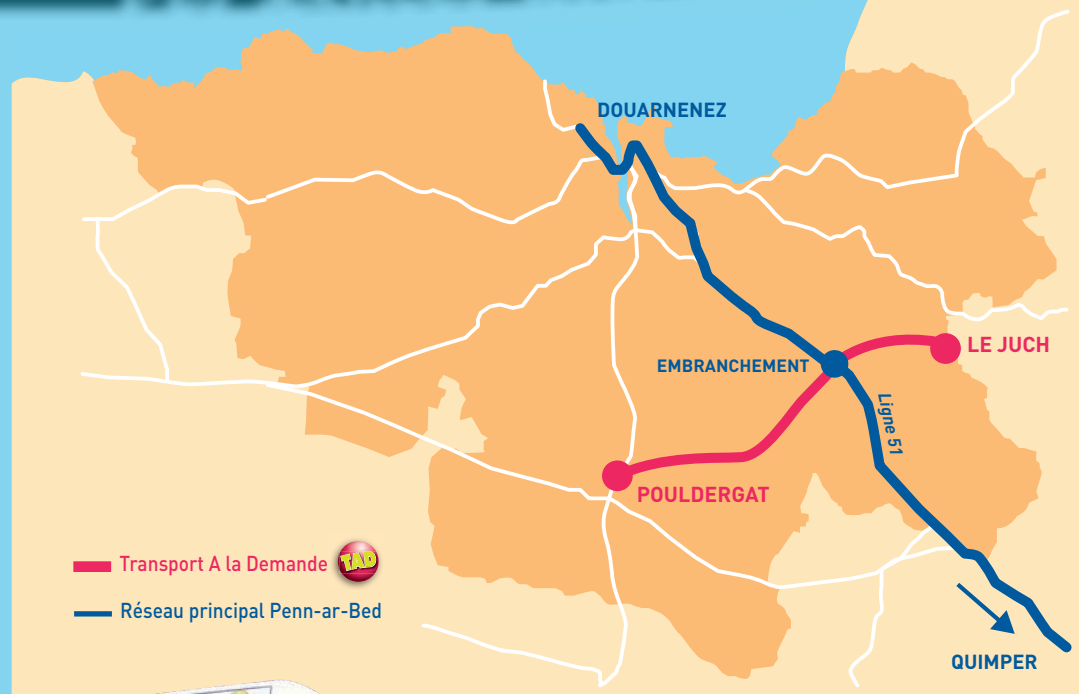 DOUARNENEZ
LE JUCH
EMBRANCHEMENT
Ligne 51
POULDERGAT
Transport A la Demande TAD
Réseau principal Penn-ar-Bed
QUIMPER